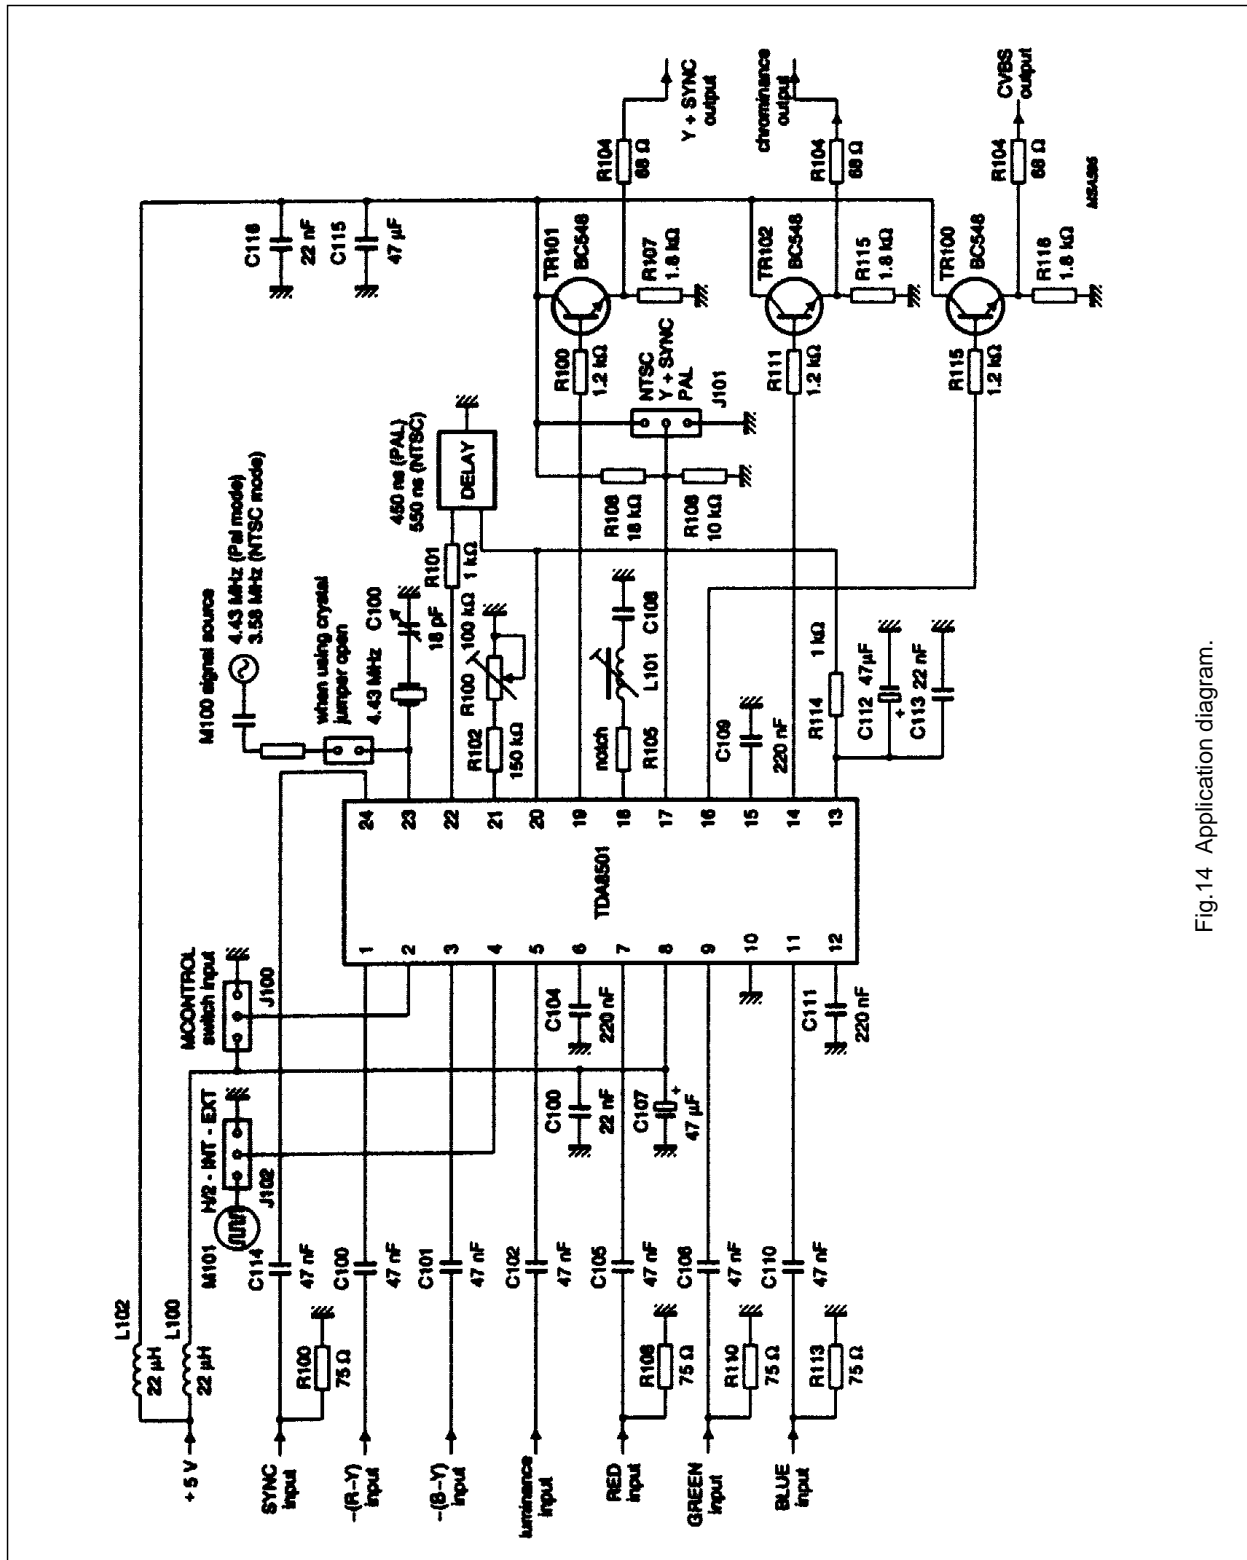 + 5 V
L102
22 µH
L100
22 µH
SYNC
input
R100
75 Ω
–(R–Y)
input
–(B–Y)
input
luminance
input
RED
input
R108
75 Ω
GREEN
input
R110
75 Ω
BLUE
input
R113
75 Ω
M101
H/2 - INT - EXT
J102
C114
47 nF
C100
47 nF
C101
47 nF
C102
47 nF
C105
47 nF
C106
47 nF
C110
47 nF
MCONTROL
switch input
J100
C104
220 nF
C100
22 nF
C107
47 µF
+
C111
220 nF
1
2
3
4
5
6
7
8
9
10
11
12
TDA8501
24
23
22
21
20
19
18
17
16
15
14
13
M100 signal source
4.43 MHz (Pal mode)
3.58 MHz (NTSC mode)
when using crystal
jumper open
4.43 MHz
C100
18 pF
R101
1 kΩ
450 ns (PAL)
550 ns (NTSC)
DELAY
R102
150 kΩ
R100
100 kΩ
notch
R105
L101
C108
R108
18 kΩ
R108
10 kΩ
NTSC
Y + SYNC
PAL
J101
C109
220 nF
R114
1 kΩ
C112
47µF
+
C113
22 nF
C116
22 nF
C115
47 µF
R100
1.2 kΩ
TR101
BC548
R107
1.8 kΩ
R104
68 Ω
Y + SYNC
output
R111
1.2 kΩ
TR102
BC548
R115
1.8 kΩ
R104
68 Ω
chrominance
output
R115
1.2 kΩ
TR100
BC548
R118
1.8 kΩ
R104
68 Ω
CVBS
output
Fig.14 Application diagram.